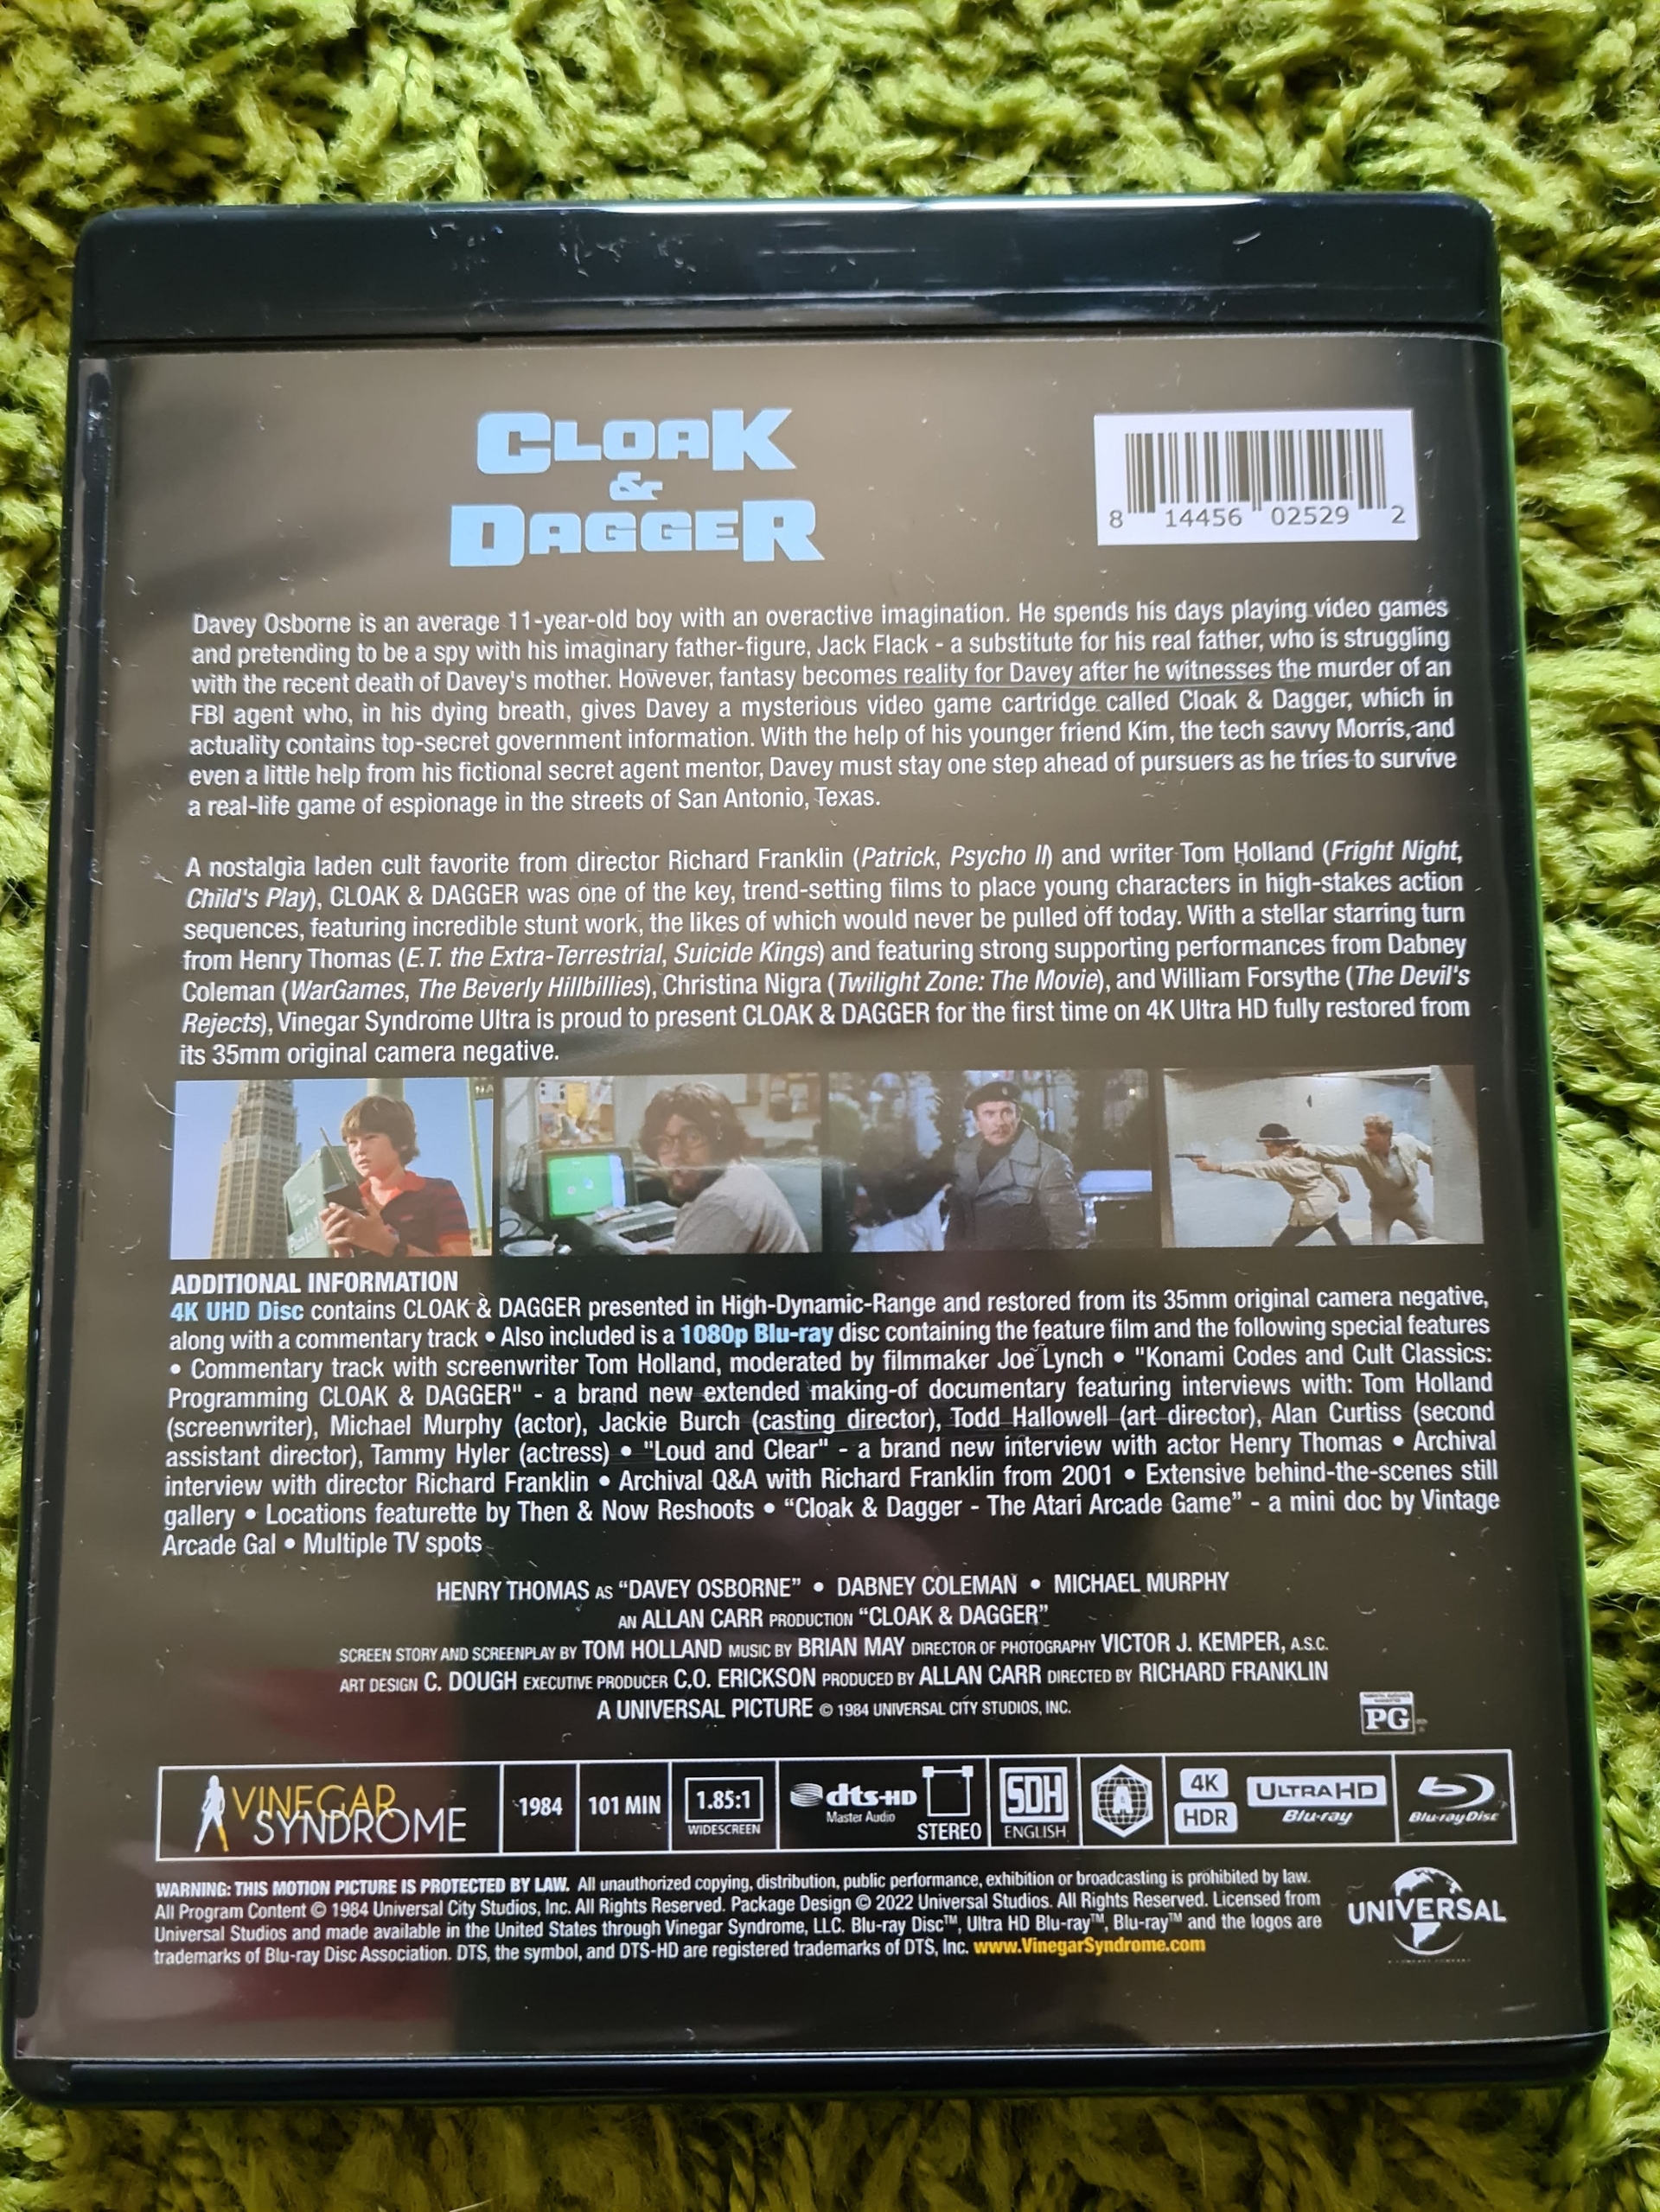 CLOAK
&
DAGGER
8 14456 02529 2
Davey Osborne is an average 11-year-old boy with an overactive imagination. He spends his days playing video games
and pretending to be a spy with his imaginary father-figure, Jack Flack - a substitute for his real father, who is struggling
with the recent death of Davey's mother. However, fantasy becomes reality for Davey after he witnesses the murder of an
FBI agent who, in his dying breath, gives Davey a mysterious video game cartridge called Cloak & Dagger, which in
actuality contains top-secret government information. With the help of his younger friend Kim, the tech savvy Morris, and
even a little help from his fictional secret agent mentor, Davey must stay one step ahead of pursuers as he tries to survive
a real-life game of espionage in the streets of San Antonio, Texas.
A nostalgia laden cult favorite from director Richard Franklin (Patrick, Psycho II) and writer Tom Holland (Fright Night,
Child's Play), CLOAK & DAGGER was one of the key, trend-setting films to place young characters in high-stakes action
sequences, featuring incredible stunt work, the likes of which would never be pulled off today. With a stellar starring turn
from Henry Thomas (E.T. the Extra-Terrestrial, Suicide Kings) and featuring strong supporting performances from Dabney
Coleman (WarGames, The Beverly Hillbillies), Christina Nigra (Twilight Zone: The Movie), and William Forsythe (The Devil's
Rejects), Vinegar Syndrome Ultra is proud to present CLOAK & DAGGER for the first time on 4K Ultra HD fully restored from
its 35mm original camera negative.
ADDITIONAL INFORMATION
4K UHD Disc contains CLOAK & DAGGER presented in High-Dynamic-Range and restored from its 35mm original camera negative,
along with a commentary track • Also included is a 1080p Blu-ray disc containing the feature film and the following special features
• Commentary track with screenwriter Tom Holland, moderated by filmmaker Joe Lynch • "Konami Codes and Cult Classics:
Programming CLOAK & DAGGER" - a brand new extended making-of documentary featuring interviews with: Tom Holland
(screenwriter), Michael Murphy (actor), Jackie Burch (casting director), Todd Hallowell (art director), Alan Curtiss (second
assistant director), Tammy Hyler (actress) • "Loud and Clear" - a brand new interview with actor Henry Thomas • Archival
interview with director Richard Franklin • Archival Q&A with Richard Franklin from 2001 • Extensive behind-the-scenes still
gallery • Locations featurette by Then & Now Reshoots • “Cloak & Dagger - The Atari Arcade Game” - a mini doc by Vintage
Arcade Gal • Multiple TV spots
HENRY THOMAS AS “DAVEY OSBORNE” • DABNEY COLEMAN • MICHAEL MURPHY
AN ALLAN CARR PRODUCTION “CLOAK & DAGGER”
SCREEN STORY AND SCREENPLAY BY TOM HOLLAND MUSIC BY BRIAN MAY DIRECTOR OF PHOTOGRAPHY VICTOR J. KEMPER, A.S.C.
ART DESIGN C. DOUGH EXECUTIVE PRODUCER C.O. ERICKSON PRODUCED BY ALLAN CARR DIRECTED BY RICHARD FRANKLIN
A UNIVERSAL PICTURE © 1984 UNIVERSAL CITY STUDIOS, INC.
PG
VINEGAR
SYNDROME
1984
101 MIN
1.85:1
WIDESCREEN
dts-HD
Master Audio
STEREO
SDH
ENGLISH
A
4K
HDR
ULTRA HD
Blu-ray
Blu-ray Disc
WARNING: THIS MOTION PICTURE IS PROTECTED BY LAW. All unauthorized copying, distribution, public performance, exhibition or broadcasting is prohibited by law.
All Program Content © 1984 Universal City Studios, Inc. All Rights Reserved. Package Design © 2022 Universal Studios. All Rights Reserved. Licensed from
Universal Studios and made available in the United States through Vinegar Syndrome, LLC. Blu-ray Disc™, Ultra HD Blu-ray™, Blu-ray™ and the logos are
trademarks of Blu-ray Disc Association. DTS, the symbol, and DTS-HD are registered trademarks of DTS, Inc. www.VinegarSyndrome.com
UNIVERSAL